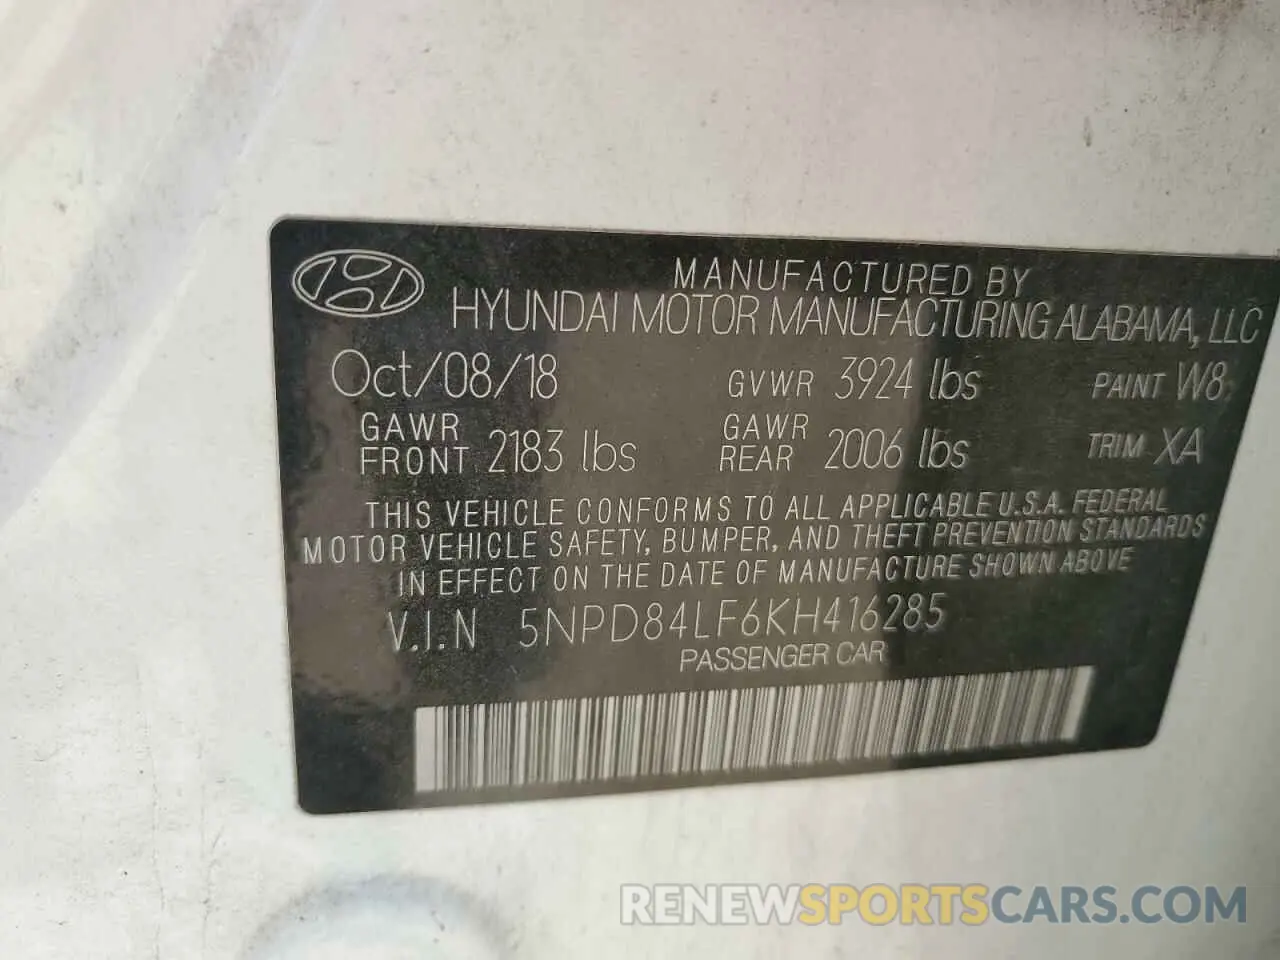 MANUFACTURED BY
HYUNDAI MOTOR MANUFACTURING ALABAMA, LLC
Oct/08/18 GVWR 3924 lbs PAINT W8
GAWR FRONT 2183 lbs GAWR REAR 2006 lbs TRIM XA
THIS VEHICLE CONFORMS TO ALL APPLICABLE U.S.A. FEDERAL
MOTOR VEHICLE SAFETY, BUMPER, AND THEFT PREVENTION STANDARDS
IN EFFECT ON THE DATE OF MANUFACTURE SHOWN ABOVE
V.I.N 5NPD84LF6KH416285
PASSENGER CAR
RENEWSPORTSCARS.COM